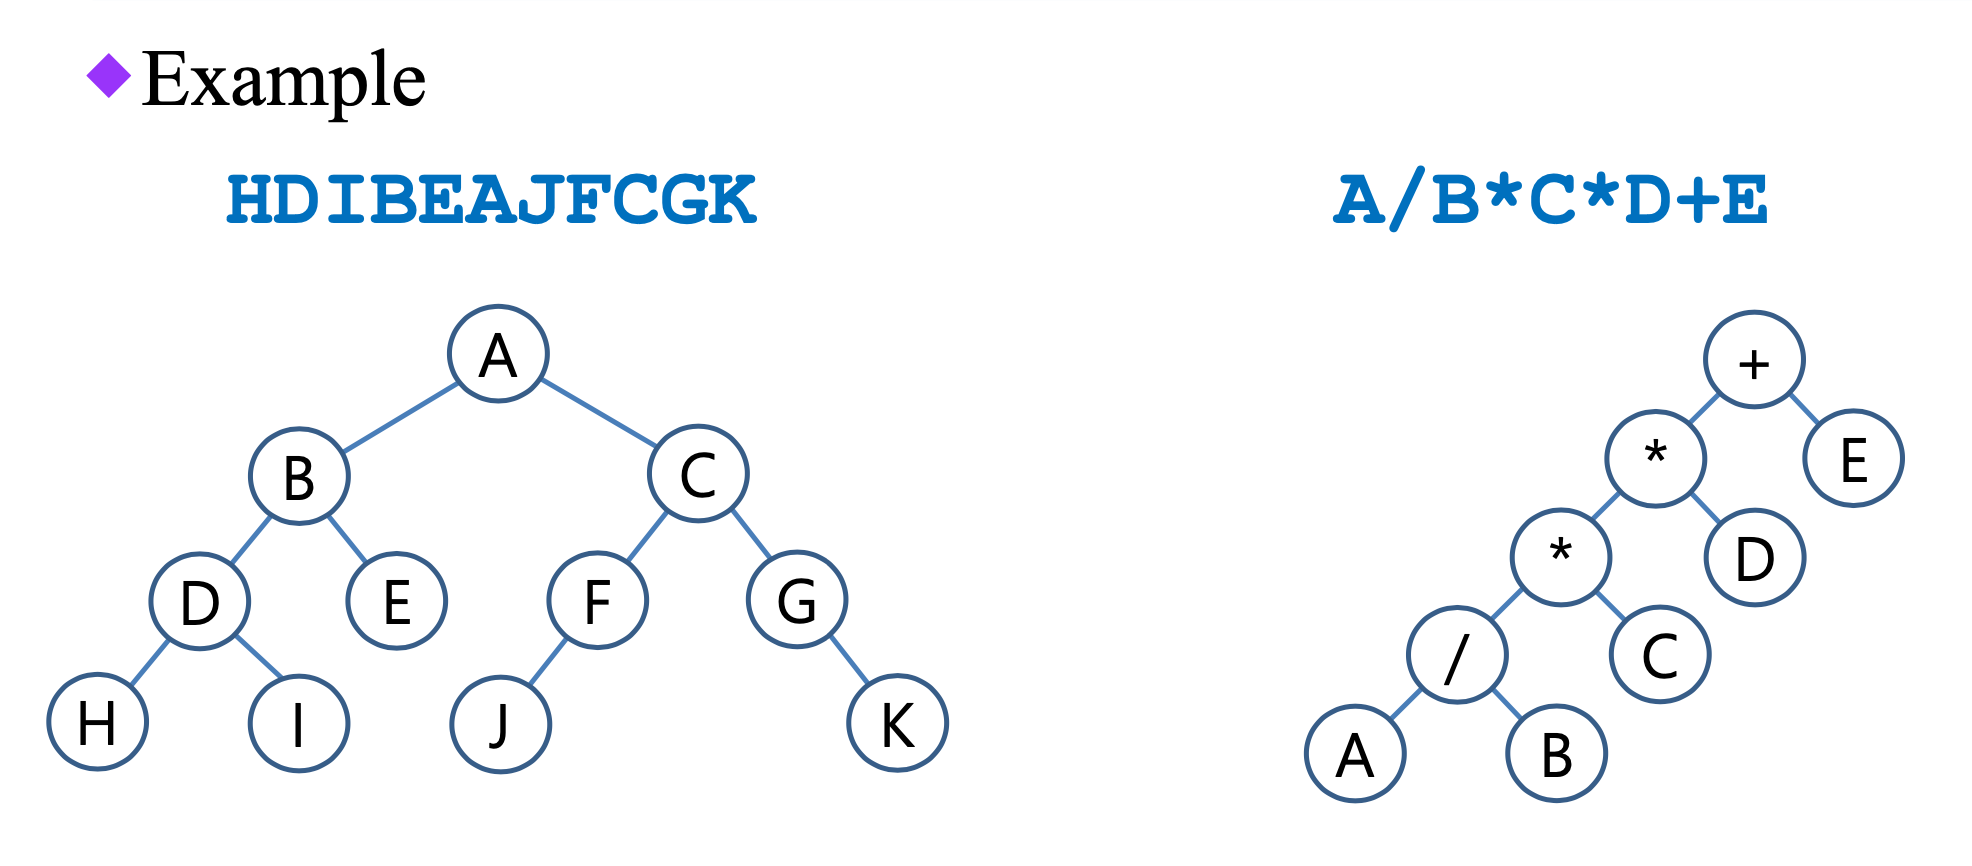 Example
HDIBEAJFCGK A/B*C*D+E
A
B C
D E F G
H I J K
+
* E
* D
/ C
A B